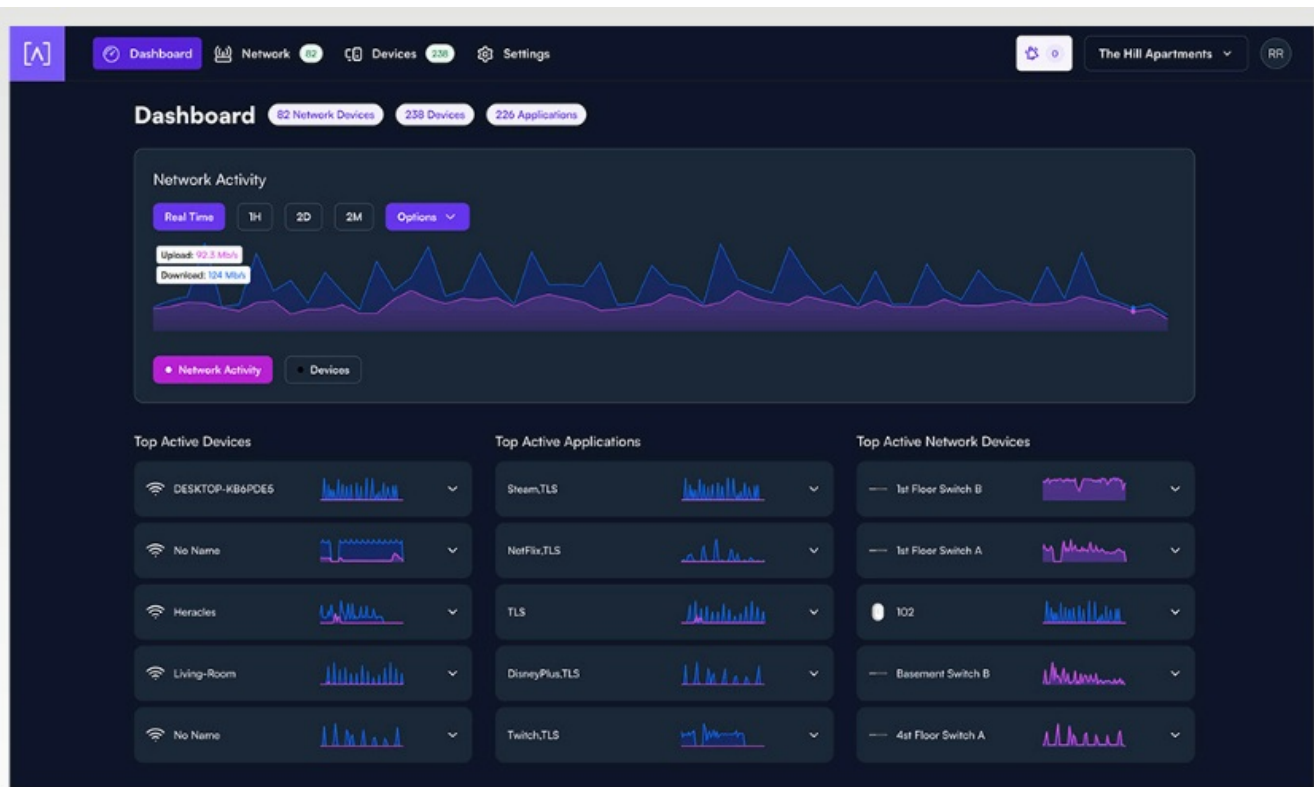 [Λ]
Dashboard
Network 82
Devices 238
Settings
0
The Hill Apartments
RR
Dashboard
82 Network Devices
238 Devices
226 Applications
Network Activity
Real Time
1H
2D
2M
Options
Upload: 92.3 Mb/s
Download: 124 Mb/s
Network Activity
Devices
Top Active Devices
DESKTOP-KB6PDE5
No Name
Heracles
Living-Room
No Name
Top Active Applications
Steam,TLS
NetFlix,TLS
TLS
DisneyPlus,TLS
Twitch,TLS
Top Active Network Devices
1st Floor Switch B
1st Floor Switch A
102
Basement Switch B
4st Floor Switch A